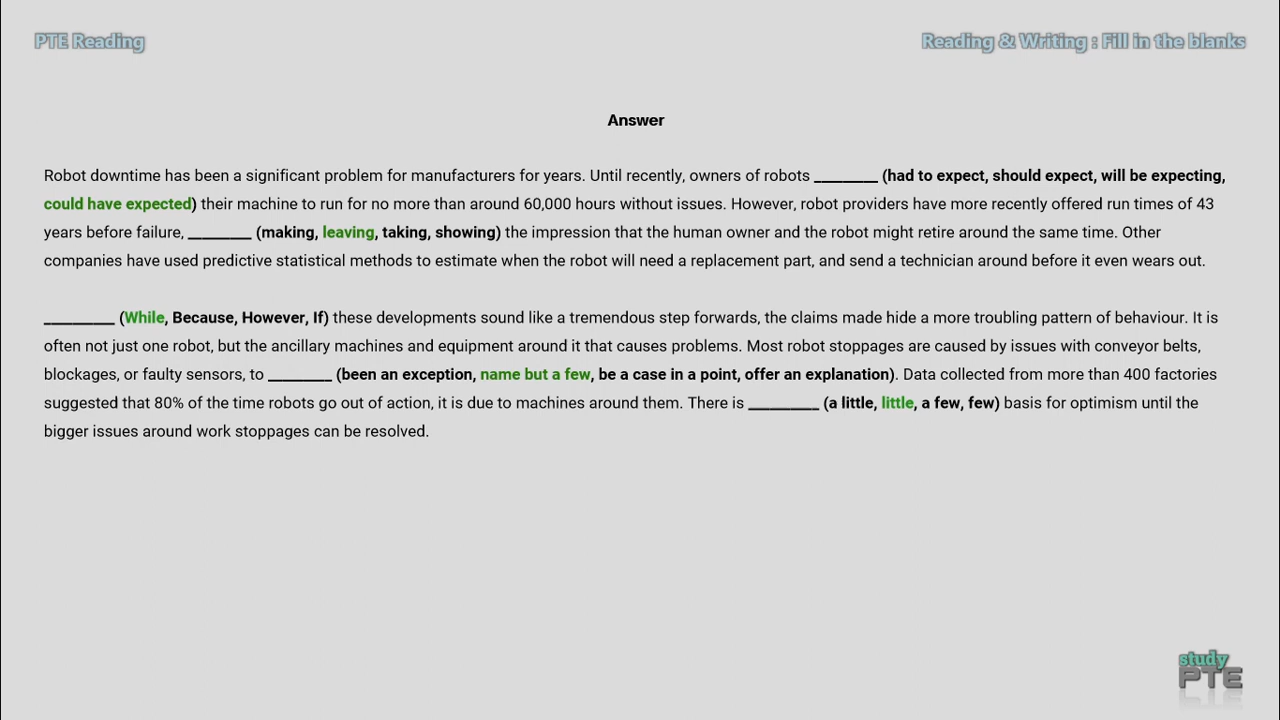 PTE Reading
Reading & Writing : Fill in the blanks
Answer
Robot downtime has been a significant problem for manufacturers for years. Until recently, owners of robots ________ (had to expect, should expect, will be expecting,
could have expected) their machine to run for no more than around 60,000 hours without issues. However, robot providers have more recently offered run times of 43
years before failure, ________ (making, leaving, taking, showing) the impression that the human owner and the robot might retire around the same time. Other
companies have used predictive statistical methods to estimate when the robot will need a replacement part, and send a technician around before it even wears out.
_________ (While, Because, However, If) these developments sound like a tremendous step forwards, the claims made hide a more troubling pattern of behaviour. It is
often not just one robot, but the ancillary machines and equipment around it that causes problems. Most robot stoppages are caused by issues with conveyor belts,
blockages, or faulty sensors, to ________ (been an exception, name but a few, be a case in a point, offer an explanation). Data collected from more than 400 factories
suggested that 80% of the time robots go out of action, it is due to machines around them. There is _________ (a little, little, a few, few) basis for optimism until the
bigger issues around work stoppages can be resolved.
study
PTE